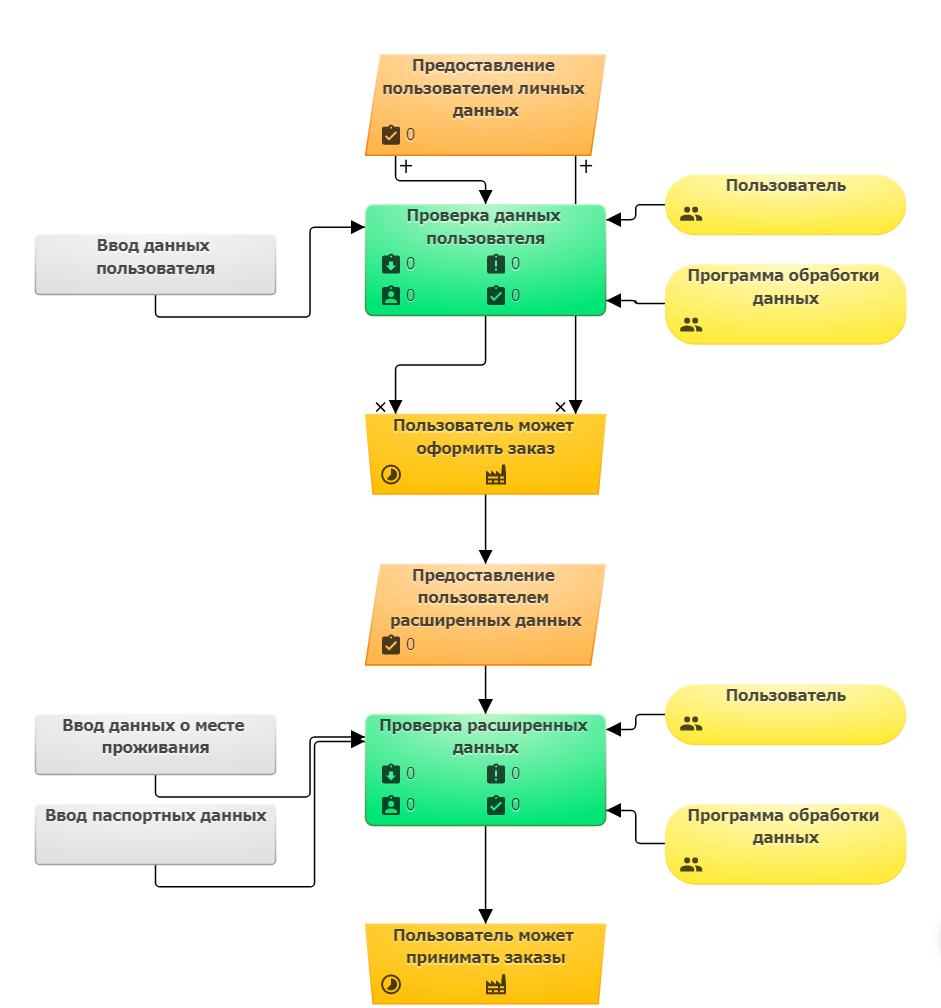 Предоставление
пользователем личных
данных
0
+
+
Пользователь
Проверка данных
пользователя
0
0
0
0
Ввод данных
пользователя
Программа обработки
данных
×
×
Пользователь может
оформить заказ
Предоставление
пользователем
расширенных данных
0
Пользователь
Ввод данных о месте
проживания
Проверка расширенных
данных
0
0
0
0
Ввод паспортных данных
Программа обработки
данных
Пользователь может
принимать заказы